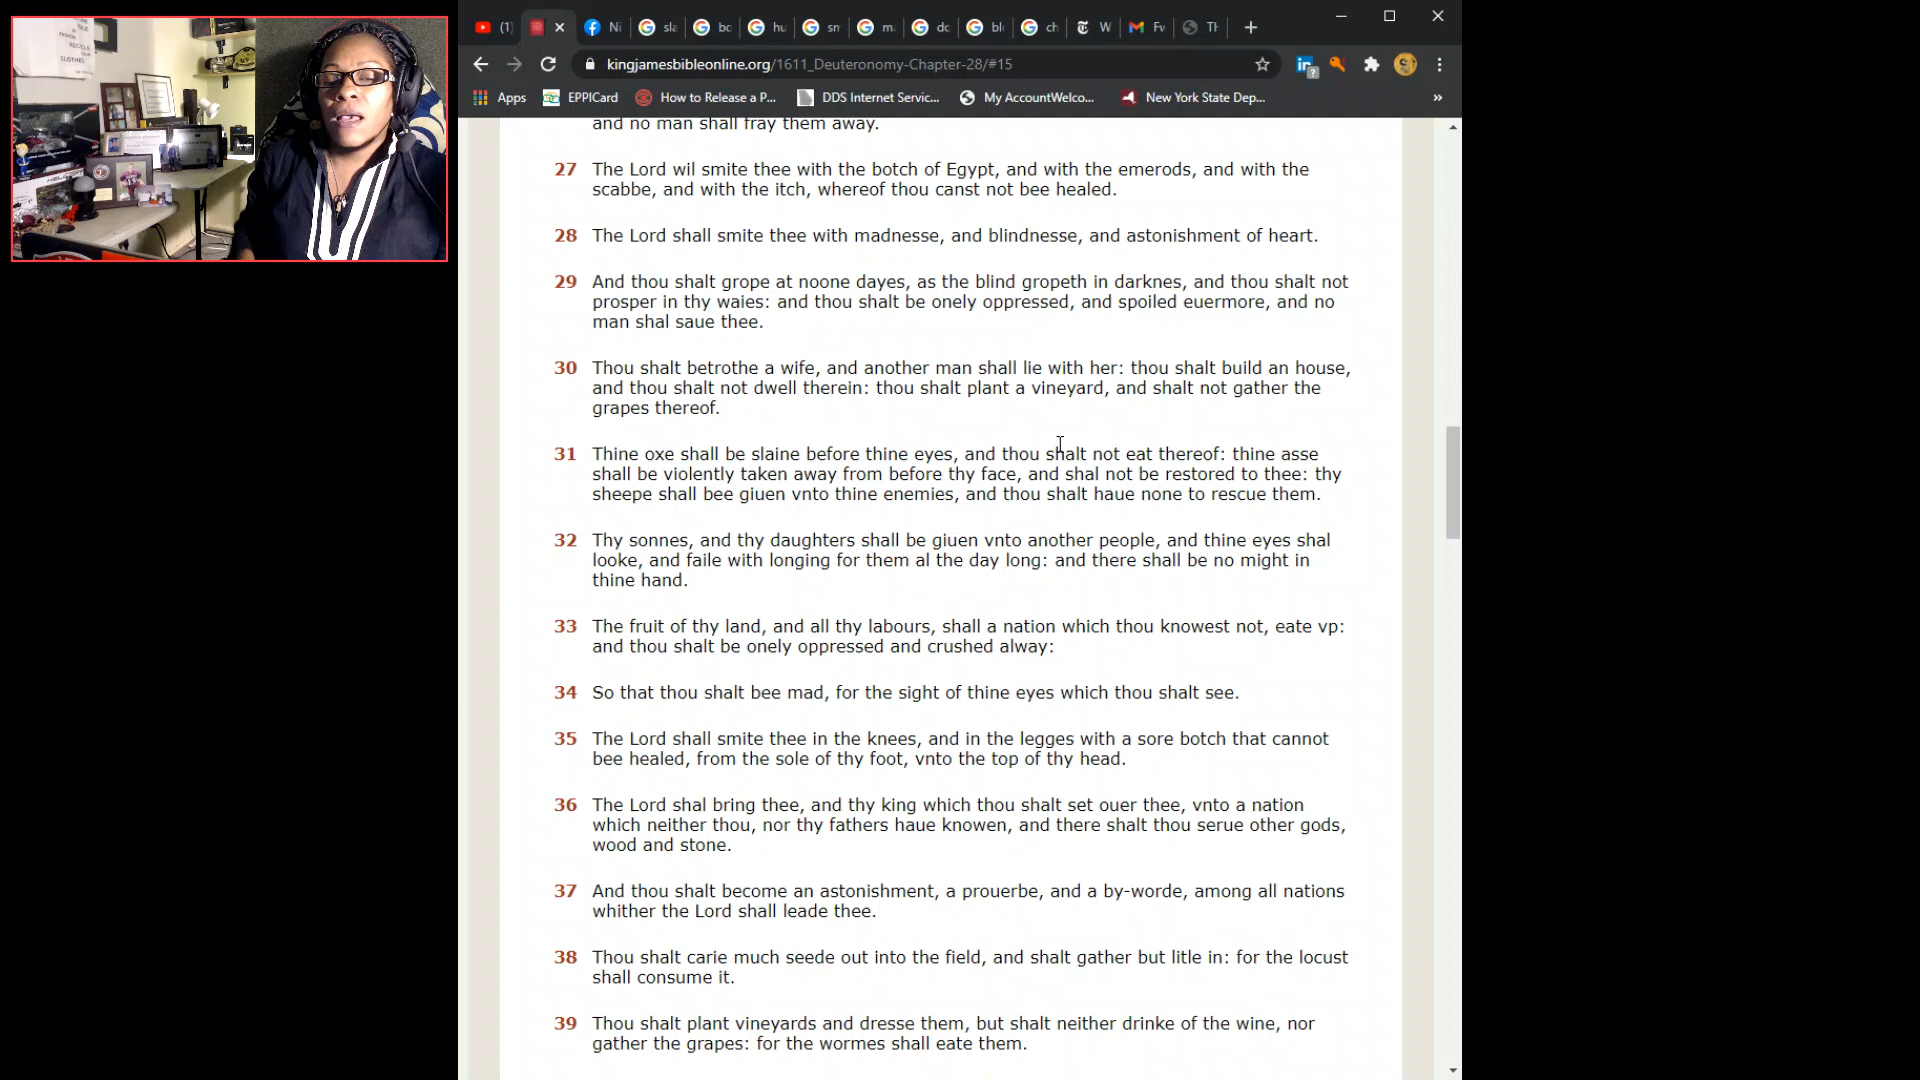 (1)
Ni
sla
bc
hu
sn
m
dc
bl
ch
W
Fv
Tl
kingjamesbibleonline.org/1611_Deuteronomy-Chapter-28/#15
Apps
EPPICard
How to Release a P...
DDS Internet Servic...
My AccountWelco...
New York State Dep...
and no man shall fray them away.
27 The Lord wil smite thee with the botch of Egypt, and with the emerods, and with the
scabbe, and with the itch, whereof thou canst not bee healed.
28 The Lord shall smite thee with madnesse, and blindnesse, and astonishment of heart.
29 And thou shalt grope at noone dayes, as the blind gropeth in darknes, and thou shalt not
prosper in thy waies: and thou shalt be onely oppressed, and spoiled euermore, and no
man shal saue thee.
30 Thou shalt betrothe a wife, and another man shall lie with her: thou shalt build an house,
and thou shalt not dwell therein: thou shalt plant a vineyard, and shalt not gather the
grapes thereof.
31 Thine oxe shall be slaine before thine eyes, and thou shalt not eat thereof: thine asse
shall be violently taken away from before thy face, and shal not be restored to thee: thy
sheepe shall bee giuen vnto thine enemies, and thou shalt haue none to rescue them.
32 Thy sonnes, and thy daughters shall be giuen vnto another people, and thine eyes shal
looke, and faile with longing for them al the day long: and there shall be no might in
thine hand.
33 The fruit of thy land, and all thy labours, shall a nation which thou knowest not, eate vp:
and thou shalt be onely oppressed and crushed alway:
34 So that thou shalt bee mad, for the sight of thine eyes which thou shalt see.
35 The Lord shall smite thee in the knees, and in the legges with a sore botch that cannot
bee healed, from the sole of thy foot, vnto the top of thy head.
36 The Lord shal bring thee, and thy king which thou shalt set ouer thee, vnto a nation
which neither thou, nor thy fathers haue knowen, and there shalt thou serue other gods,
wood and stone.
37 And thou shalt become an astonishment, a prouerbe, and a by-worde, among all nations
whither the Lord shall leade thee.
38 Thou shalt carie much seede out into the field, and shalt gather but litle in: for the locust
shall consume it.
39 Thou shalt plant vineyards and dresse them, but shalt neither drinke of the wine, nor
gather the grapes: for the wormes shall eate them.